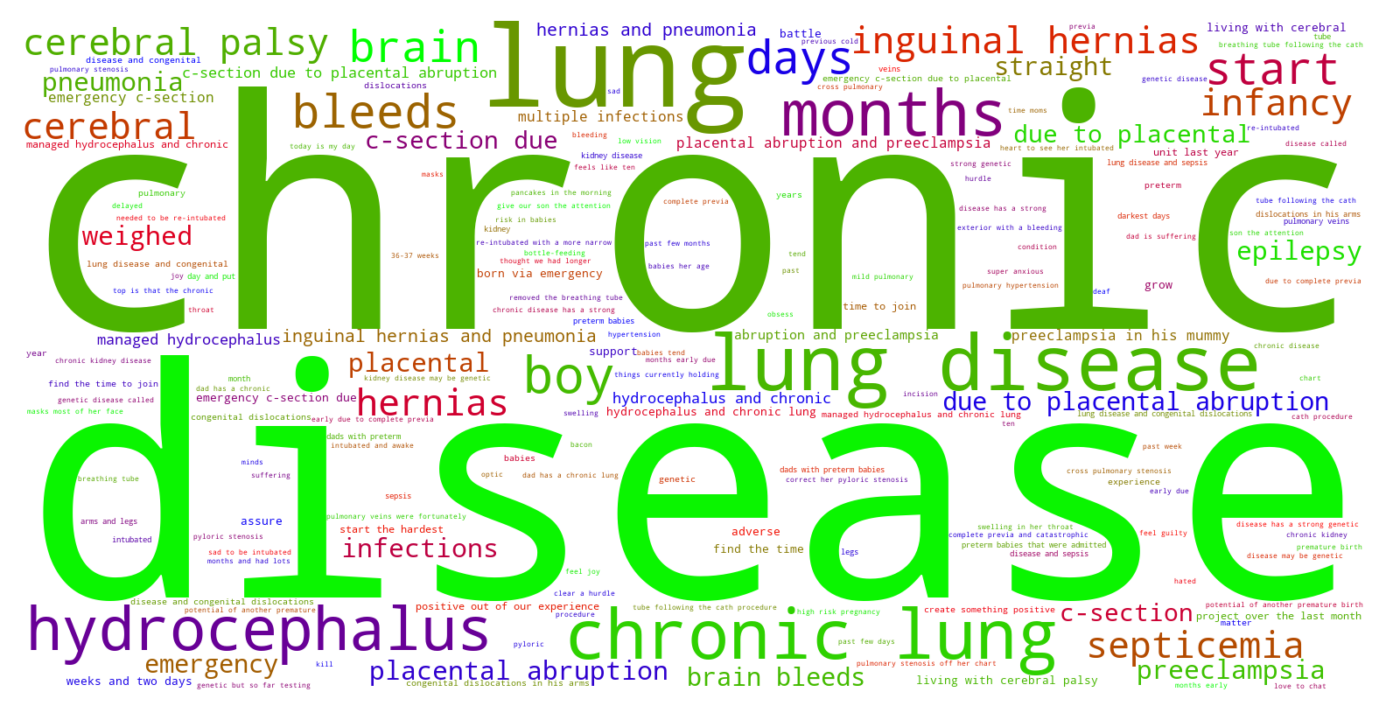 cerebral palsy
brain
lung
hernias and pneumonia
battle
previous cold
days
inguinal hernias
previa
living with cerebral
tube
breathing tube following the cath
disease and congenital
pulmonary stenosis
pneumonia
c-section due to placental abruption
emergency c-section due to placental
veins
cross pulmonary
straight
genetic disease
start
emergency c-section
dislocations
sad
bleeds
multiple infections
months
time moms
infancy
cerebral
managed hydrocephalus and chronic
today is my day
c-section due
bleeding
low vision
placental abruption and preeclampsia
due to placental
re-intubated
heart to see her intubated
unit last year
disease called
chronic
kidney disease
feels like ten
strong genetic
lung disease and sepsis
masks
hurdle
pulmonary
delayed
pancakes in the morning
give our son the attention
complete previa
years
preterm
tube following the cath
needed to be re-intubated
risk in babies
kidney
disease has a strong
darkest days
dislocations in his arms
pulmonary veins
weighed
exterior with a bleeding
dad is suffering
son the attention
re-intubated with a more narrow
past few months
36-37 weeks
bottle-feeding
tend
condition
epilepsy
lung disease and congenital
thought we had longer
babies her age
super anxious
joy
day and put
born via emergency
past
mild pulmonary
pulmonary hypertension
deaf
grow
due to complete previa
top is that the chronic
removed the breathing tube
throat
chronic disease has a strong
time to join
obsess
preterm babies
managed hydrocephalus
inguinal hernias and pneumonia
hypertension
abruption and preeclampsia
preeclampsia in his mummy
chronic disease
year
chronic kidney disease
placental
support
babies tend
months early due
lung disease
month
kidney disease may be genetic
boy
things currently holding
chart
find the time to join
dad has a chronic
genetic disease called
emergency c-section due
hernias
hydrocephalus and chronic
incision
due to placental abruption
masks most of her face
congenital dislocations
early due to complete previa
swelling
hydrocephalus and chronic lung
managed hydrocephalus and chronic lung
lung disease and congenital dislocations
cath procedure
ten
disease
dads with preterm
intubated and awake
bacon
past week
minds
babies
suffering
optic
dad has a chronic lung
dads with preterm babies
cross pulmonary stenosis
breathing tube
genetic
correct her pyloric stenosis
experience
early due
sepsis
arms and legs
assure
pulmonary veins were fortunately
swelling in her throat
disease has a strong genetic
start the hardest
adverse
complete previa and catastrophic
feel guilty
chronic kidney
intubated
pyloric stenosis
infections
find the time
legs
preterm babies that were admitted
premature birth
sad to be intubated
disease and sepsis
disease may be genetic
months and had lots
feel joy
clear a hurdle
hated
disease and congenital dislocations
potential of another premature
positive out of our experience
procedure
tube following the cath procedure
high risk pregnancy
create something positive
c-section
potential of another premature birth
project over the last month
hydrocephalus
pyloric
chronic lung
past few days
matter
septicemia
emergency
kill
placental abruption
brain bleeds
pulmonary stenosis off her chart
preeclampsia
weeks and two days
genetic but so far testing
congenital dislocations in his arms
living with cerebral palsy
months early
love to chat